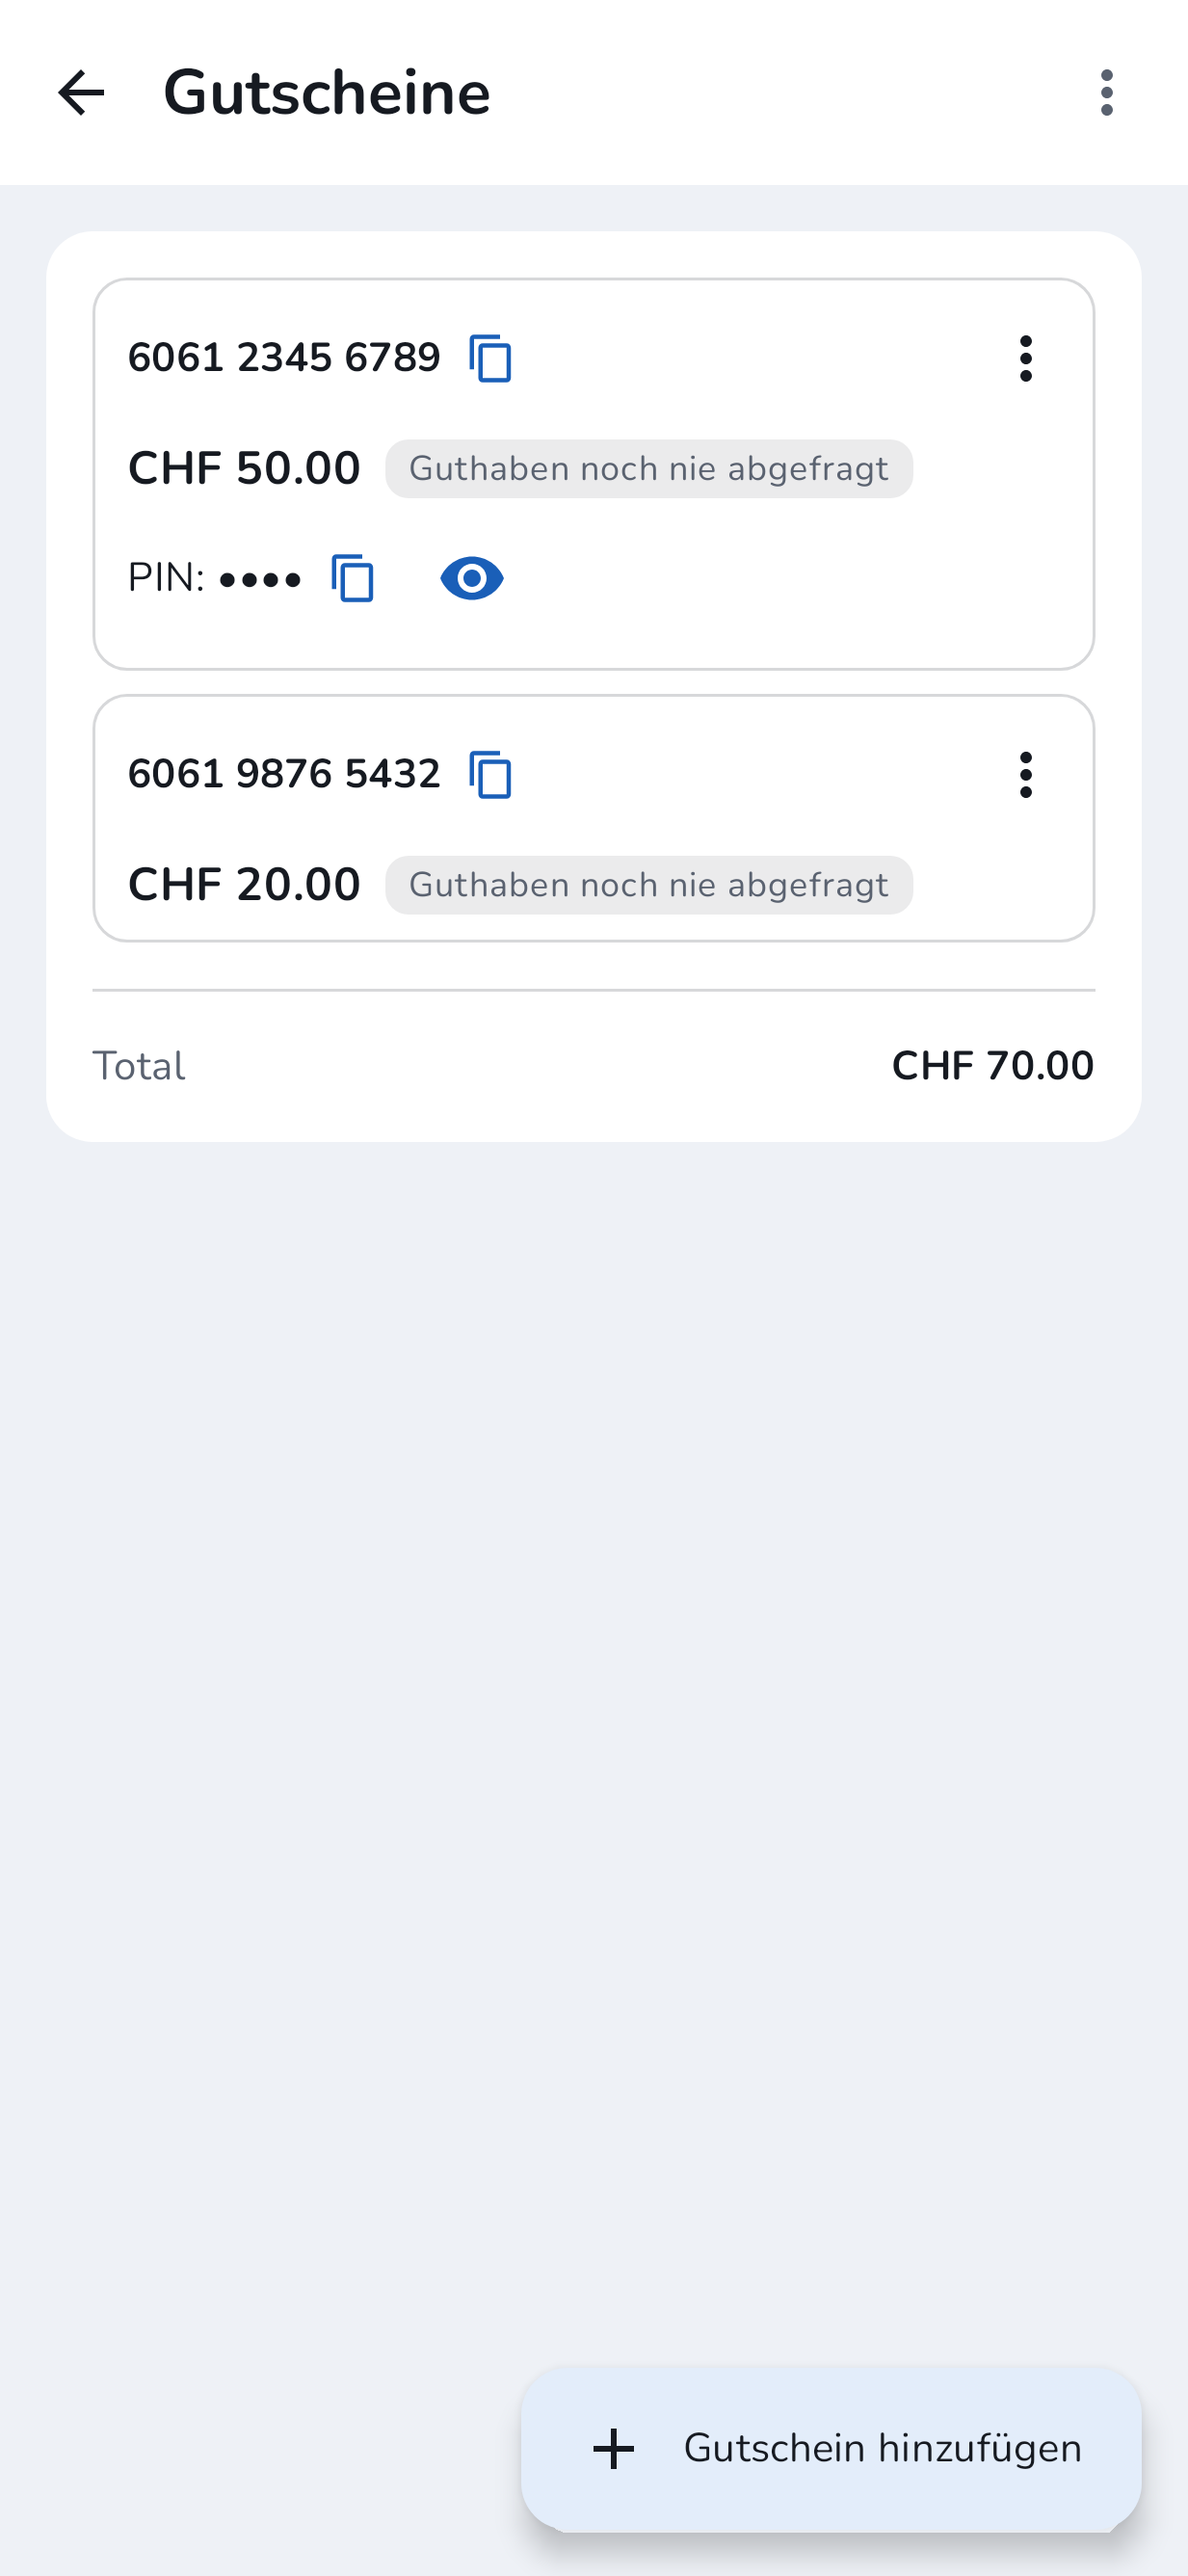 Gutscheine
6061 2345 6789
CHF 50.00 Guthaben noch nie abgefragt
PIN: ••••
6061 9876 5432
CHF 20.00 Guthaben noch nie abgefragt
Total CHF 70.00
Gutschein hinzufügen